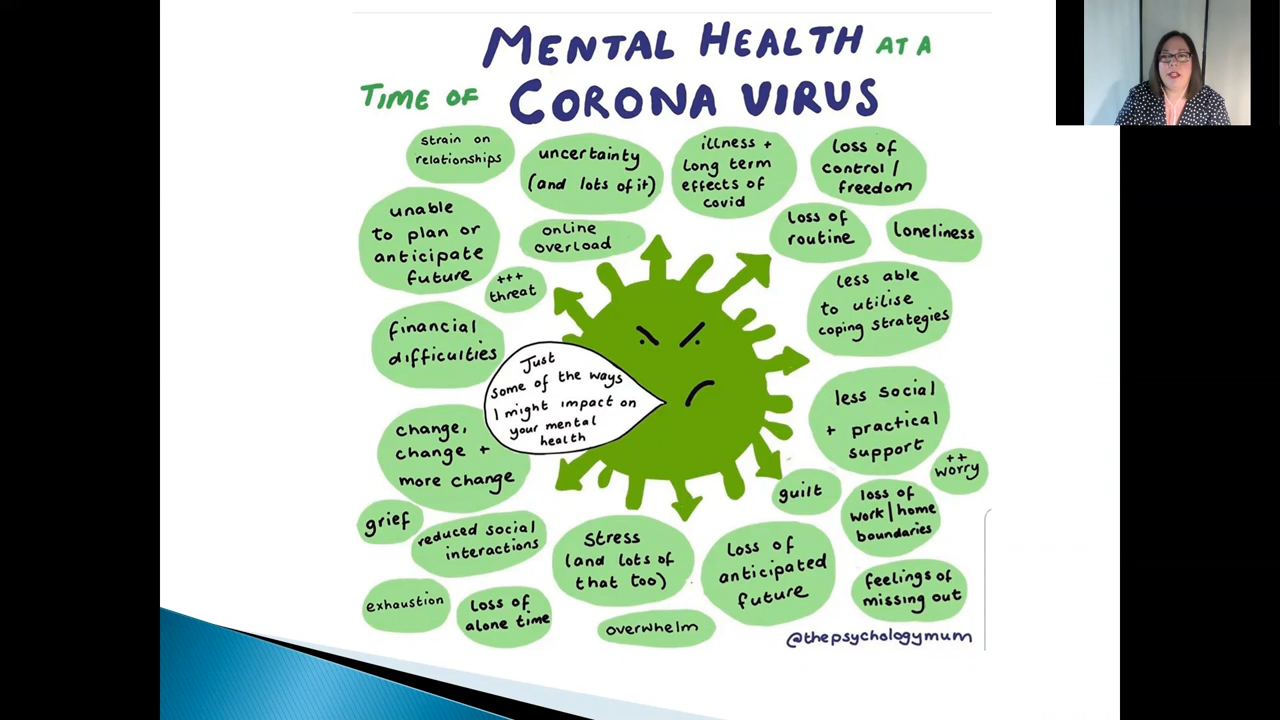 MENTAL HEALTH AT A
TIME OF CORONA VIRUS
strain on
relationships
uncertainty
(and lots of it)
illness +
long term
effects of
covid
loss of
control /
freedom
unable
to plan or
anticipate
future
online
overload
loss of
routine
loneliness
+++
threat
less able
to utilise
coping strategies
financial
difficulties
Just
some of the ways
I might impact on
your mental
health
less social
+ practical
support
change,
change +
more change
++
worry
guilt
loss of
work | home
boundaries
grief
reduced social
interactions
stress
(and lots of
that too)
loss of
anticipated
future
feelings of
missing out
exhaustion
loss of
alone time
overwhelm
@thepsychologymum